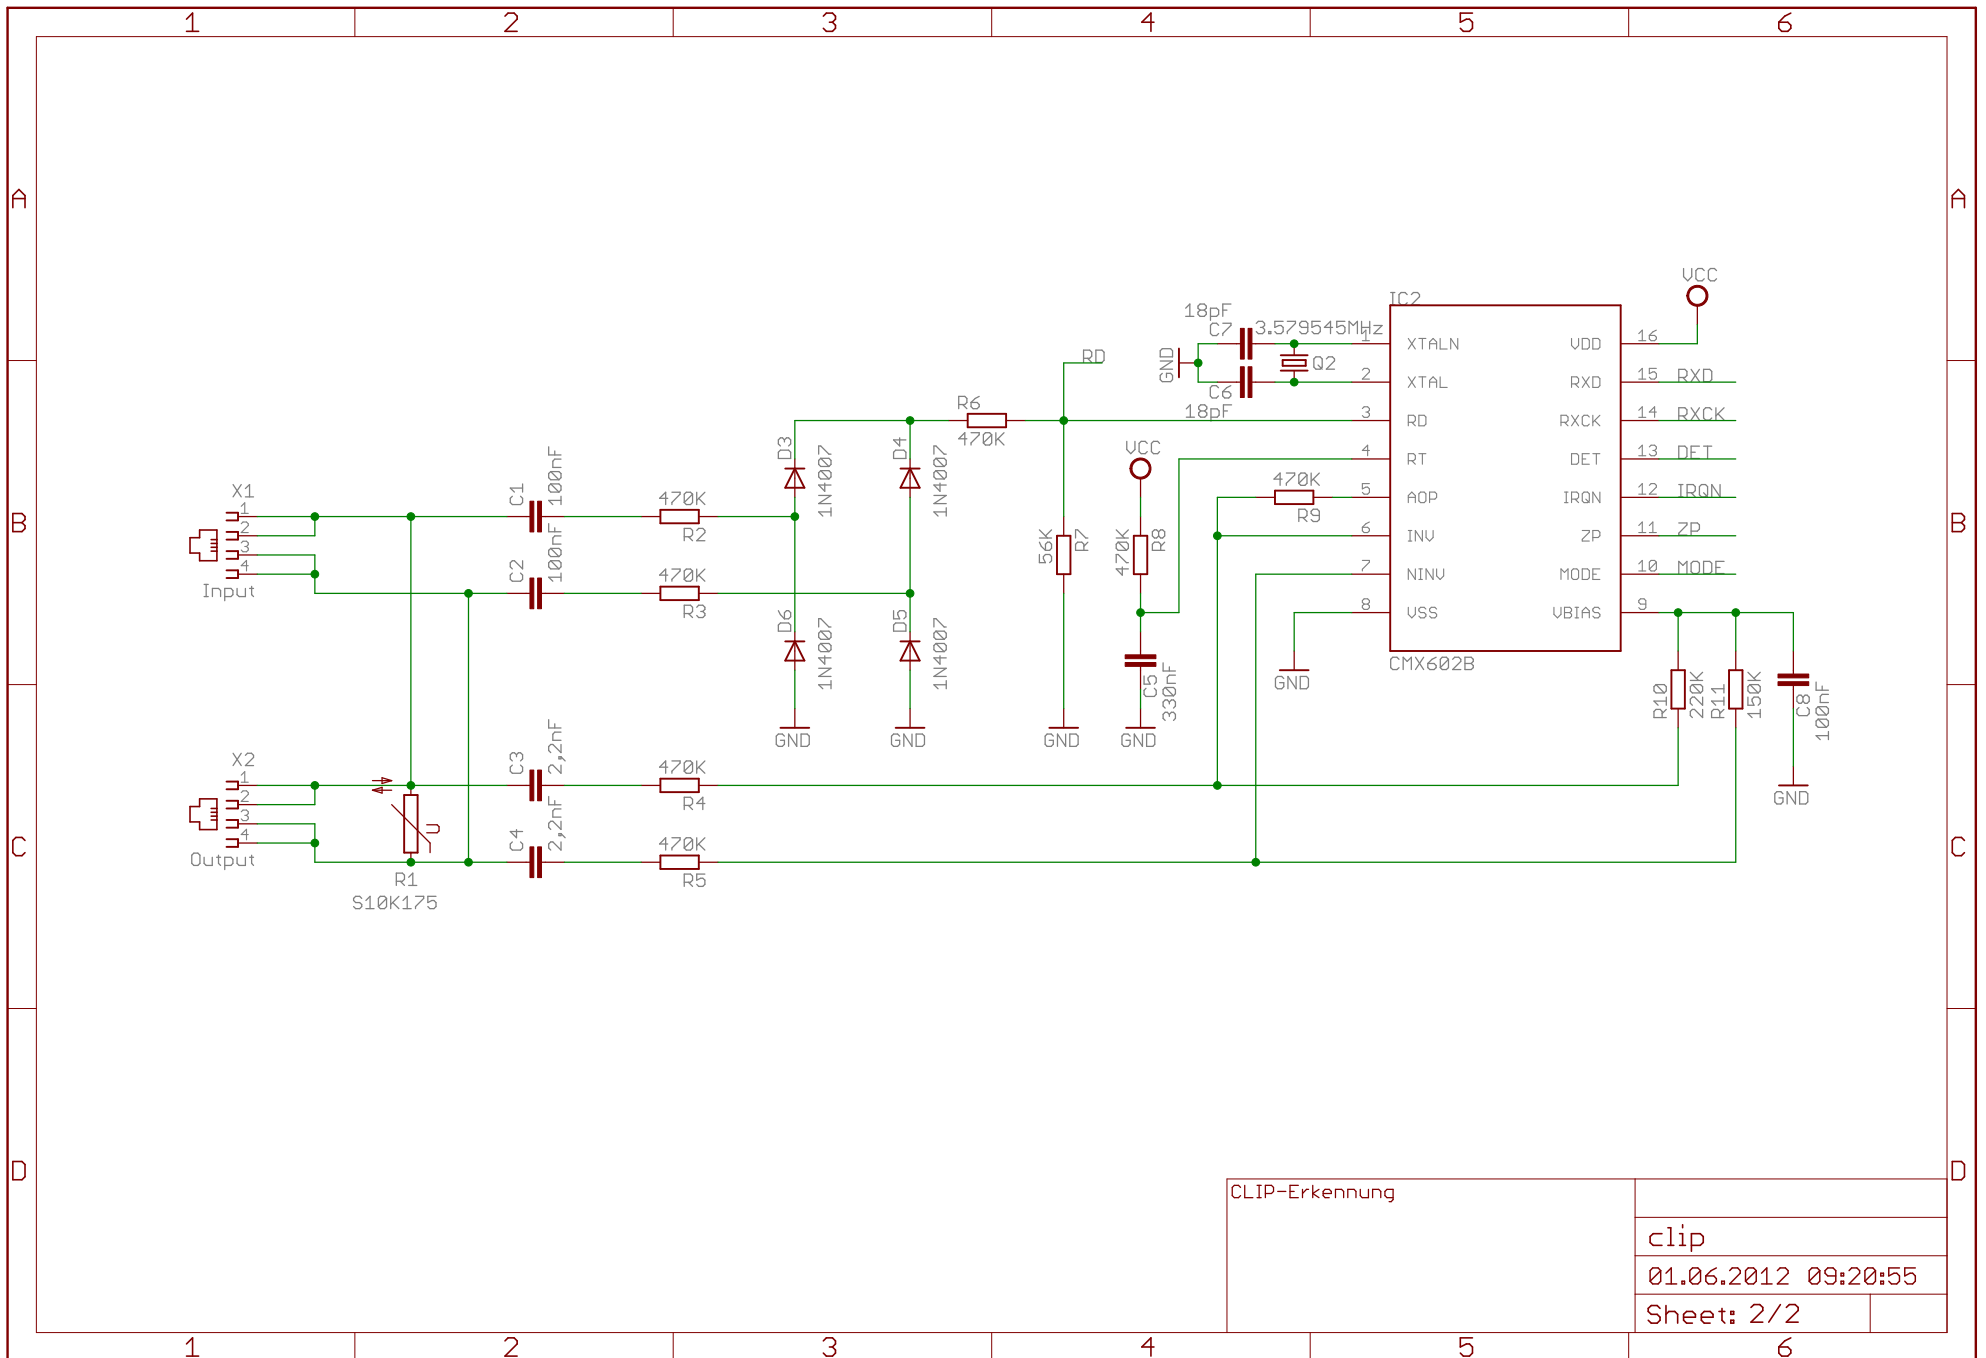 1 2 3 4 5 6
A A
B B
C C
D D
X1
1
2
3
4
Input
X2
1
2
3
4
Output
U
R1
S10K175
C1
100nF
C2
100nF
C3
2,2nF
C4
2,2nF
470K
R2
470K
R3
470K
R4
470K
R5
D3
1N4007
D4
1N4007
D6
1N4007
D5
1N4007
GND
GND
R6
470K
RD
56K
R7
GND
VCC
470K
R8
C5
330nF
GND
18pF
C7
3.579545MHz
GND
Q2
C6
18pF
470K
R9
GND
IC2
1 XTALN VDD 16
2 XTAL RXD 15 RXD
3 RD RXCK 14 RXCK
4 RT DET 13 DET
5 AOP IRQN 12 IRQN
6 INV ZP 11 ZP
7 NINV MODE 10 MODE
8 VSS VBIAS 9
CMX602B
VCC
R10
220K
R11
150K
C8
100nF
GND
CLIP-Erkennung
clip
01.06.2012 09:20:55
Sheet: 2/2
1 2 3 4 5 6